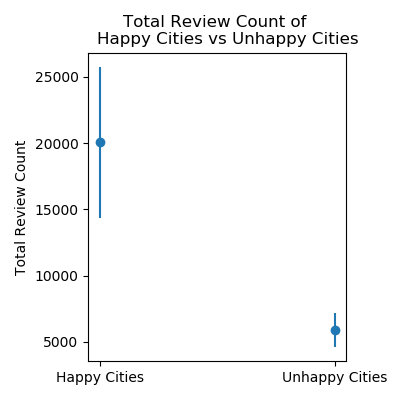 Total Review Count of
Happy Cities vs Unhappy Cities
Total Review Count
25000
20000
15000
10000
5000
Happy Cities
Unhappy Cities